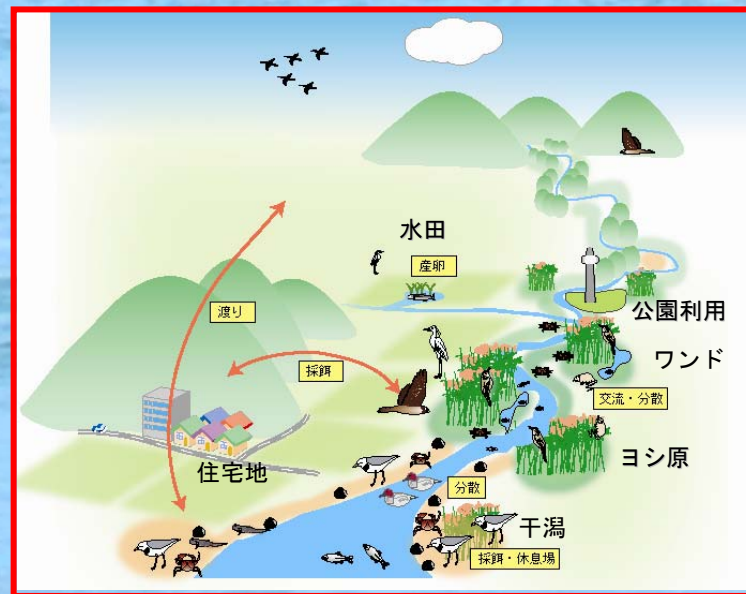 水田
産卵
公園利用
渡り
ワンド
採餌
交流・分散
ヨシ原
住宅地
分散
干潟
採餌・休息場